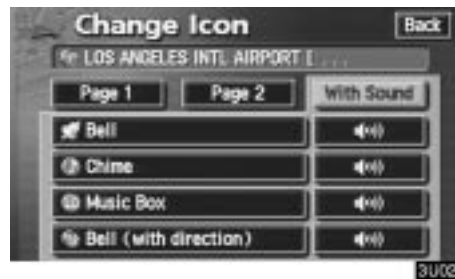 Change Icon Back
LOS ANGELES INTL AIRPORT [ ...
Page 1 Page 2 With Sound
Bell
Chime
Music Box
Bell (with direction)
3U02